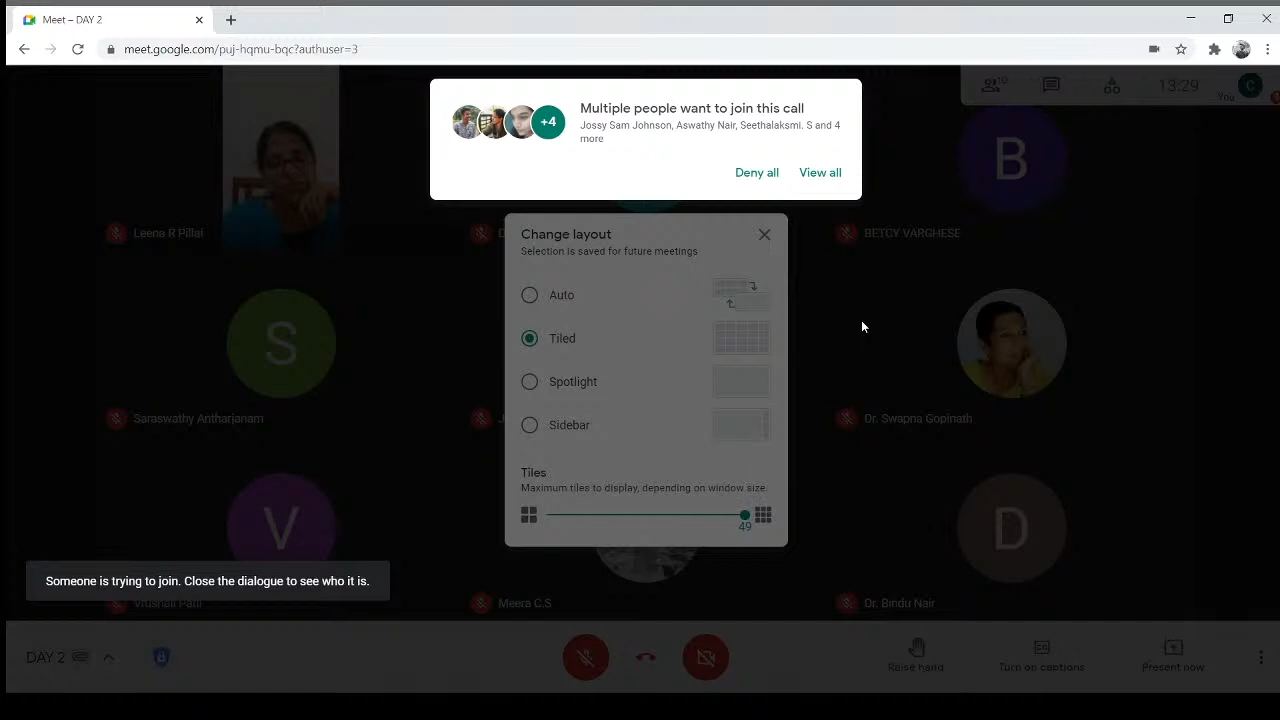 Meet – DAY 2
meet.google.com/puj-hqmu-bqc?authuser=3
Multiple people want to join this call
Jossy Sam Johnson, Aswathy Nair, Seethalaksmi. S and 4
more
+4
Deny all
View all
10
13:29
You
C
B
Leena R Pillai
D
BETCY VARGHESE
Change layout
Selection is saved for future meetings
Auto
Tiled
Spotlight
Sidebar
Tiles
Maximum tiles to display, depending on window size.
49
S
Saraswathy Antharjanam
J
Dr. Swapna Gopinath
V
D
Someone is trying to join. Close the dialogue to see who it is.
Vrushali Patil
Meera C.S
Dr. Bindu Nair
DAY 2
Raise hand
Turn on captions
Present now